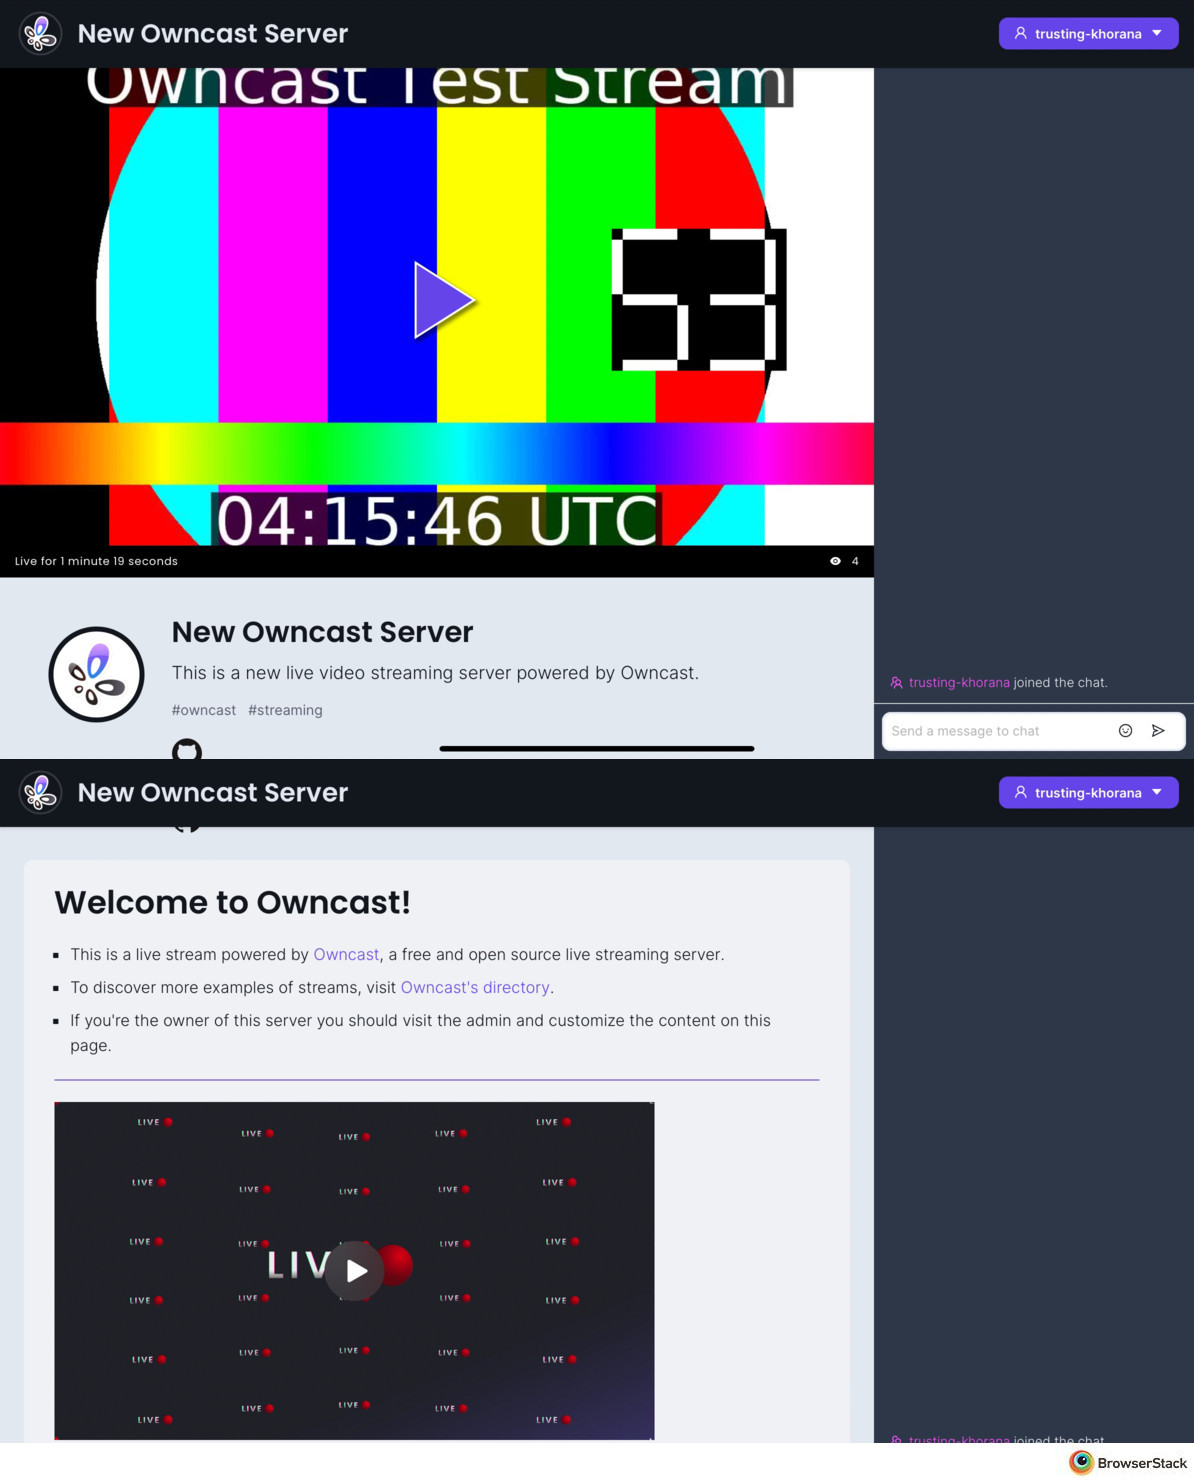 New Owncast Server
trusting-khorana
Owncast Test Stream
53
04:15:46 UTC
Live for 1 minute 19 seconds
4
New Owncast Server
This is a new live video streaming server powered by Owncast.
#owncast #streaming
trusting-khorana joined the chat.
Send a message to chat
New Owncast Server
trusting-khorana
Welcome to Owncast!
This is a live stream powered by Owncast, a free and open source live streaming server.
To discover more examples of streams, visit Owncast's directory.
If you're the owner of this server you should visit the admin and customize the content on this
page.
LIVE LIVE LIVE LIVE LIVE
LIVE LIVE LIVE LIVE LIVE
LIVE LIVE LIVE LIVE
LIV
LIVE LIVE LIVE LIVE
LIVE LIVE LIVE LIVE LIVE
LIVE LIVE LIVE LIVE LIVE
trusting-khorana joined the chat
BrowserStack